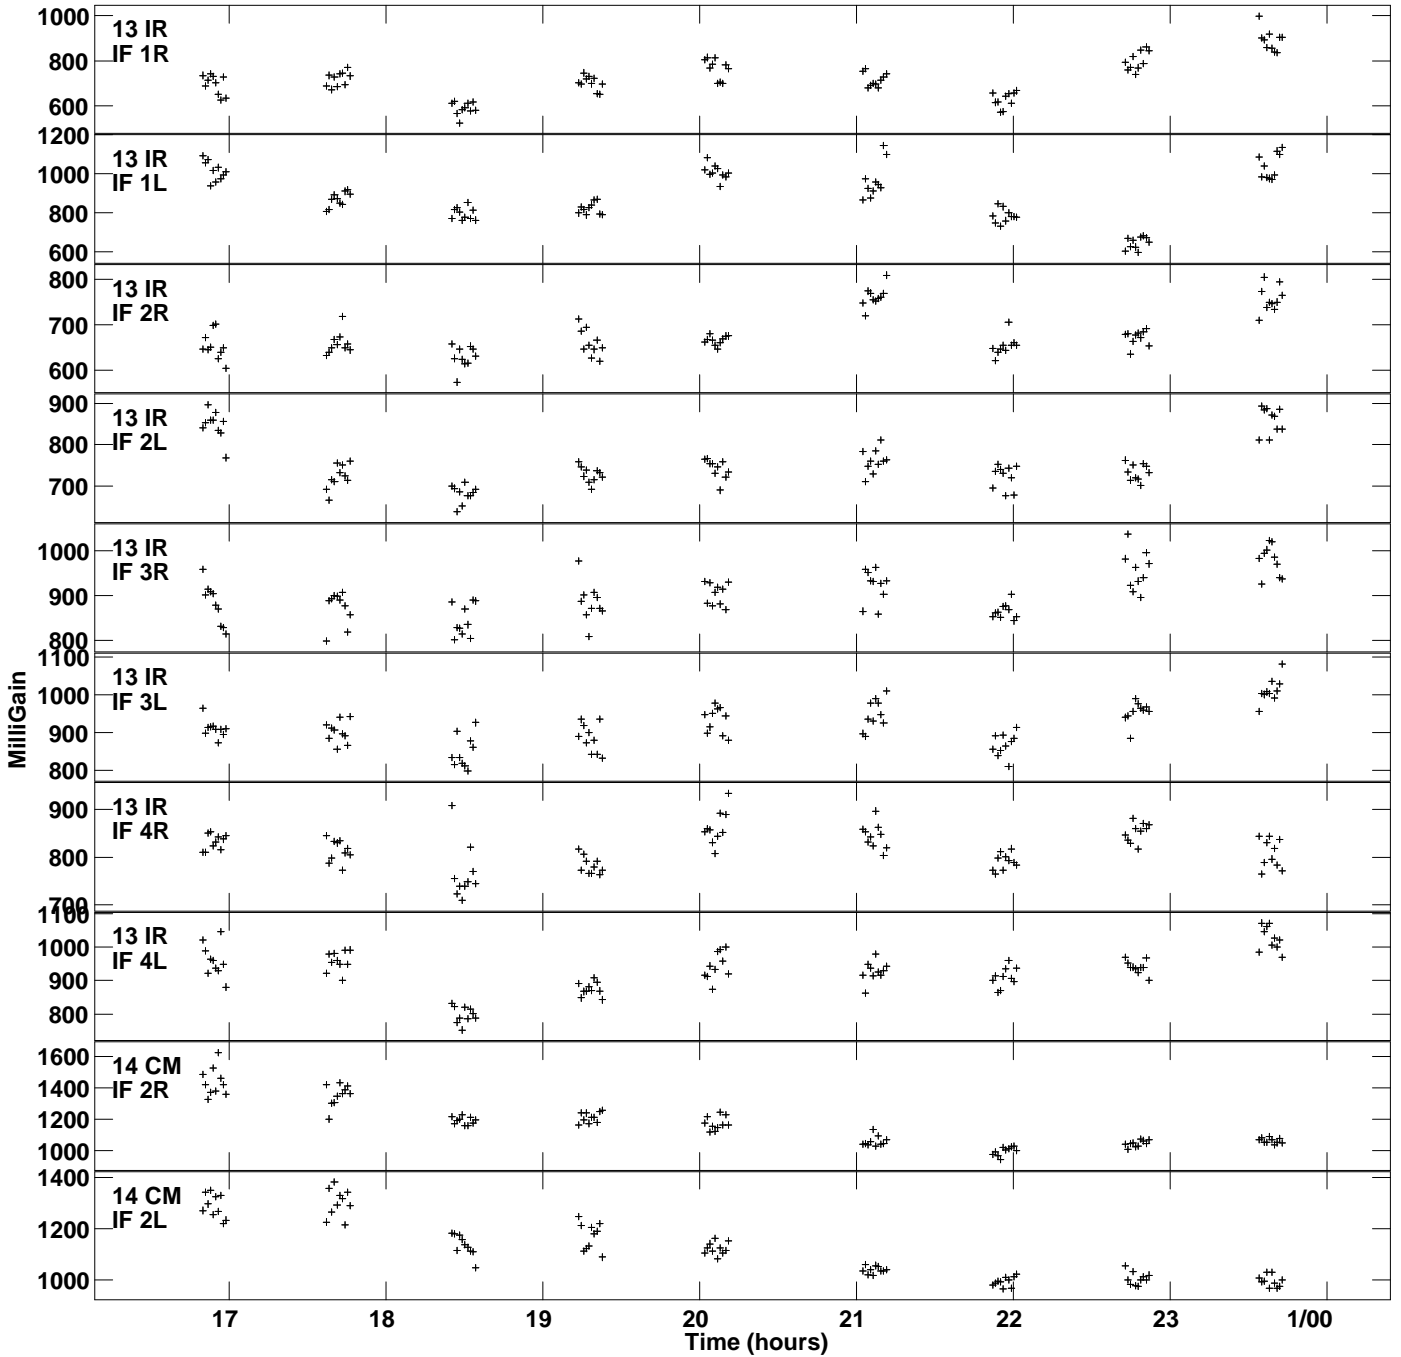 1000
800
600
13 IR
IF 1R
1200
1000
800
600
13 IR
IF 1L
800
700
600
13 IR
IF 2R
900
800
700
13 IR
IF 2L
1000
900
800
13 IR
IF 3R
1100
1000
900
800
13 IR
IF 3L
900
800
700
13 IR
IF 4R
1100
1000
900
800
13 IR
IF 4L
1600
1400
1200
1000
14 CM
IF 2R
1400
1200
1000
14 CM
IF 2L
MilliGain
17 18 19 20 21 22 23 1/00
Time (hours)